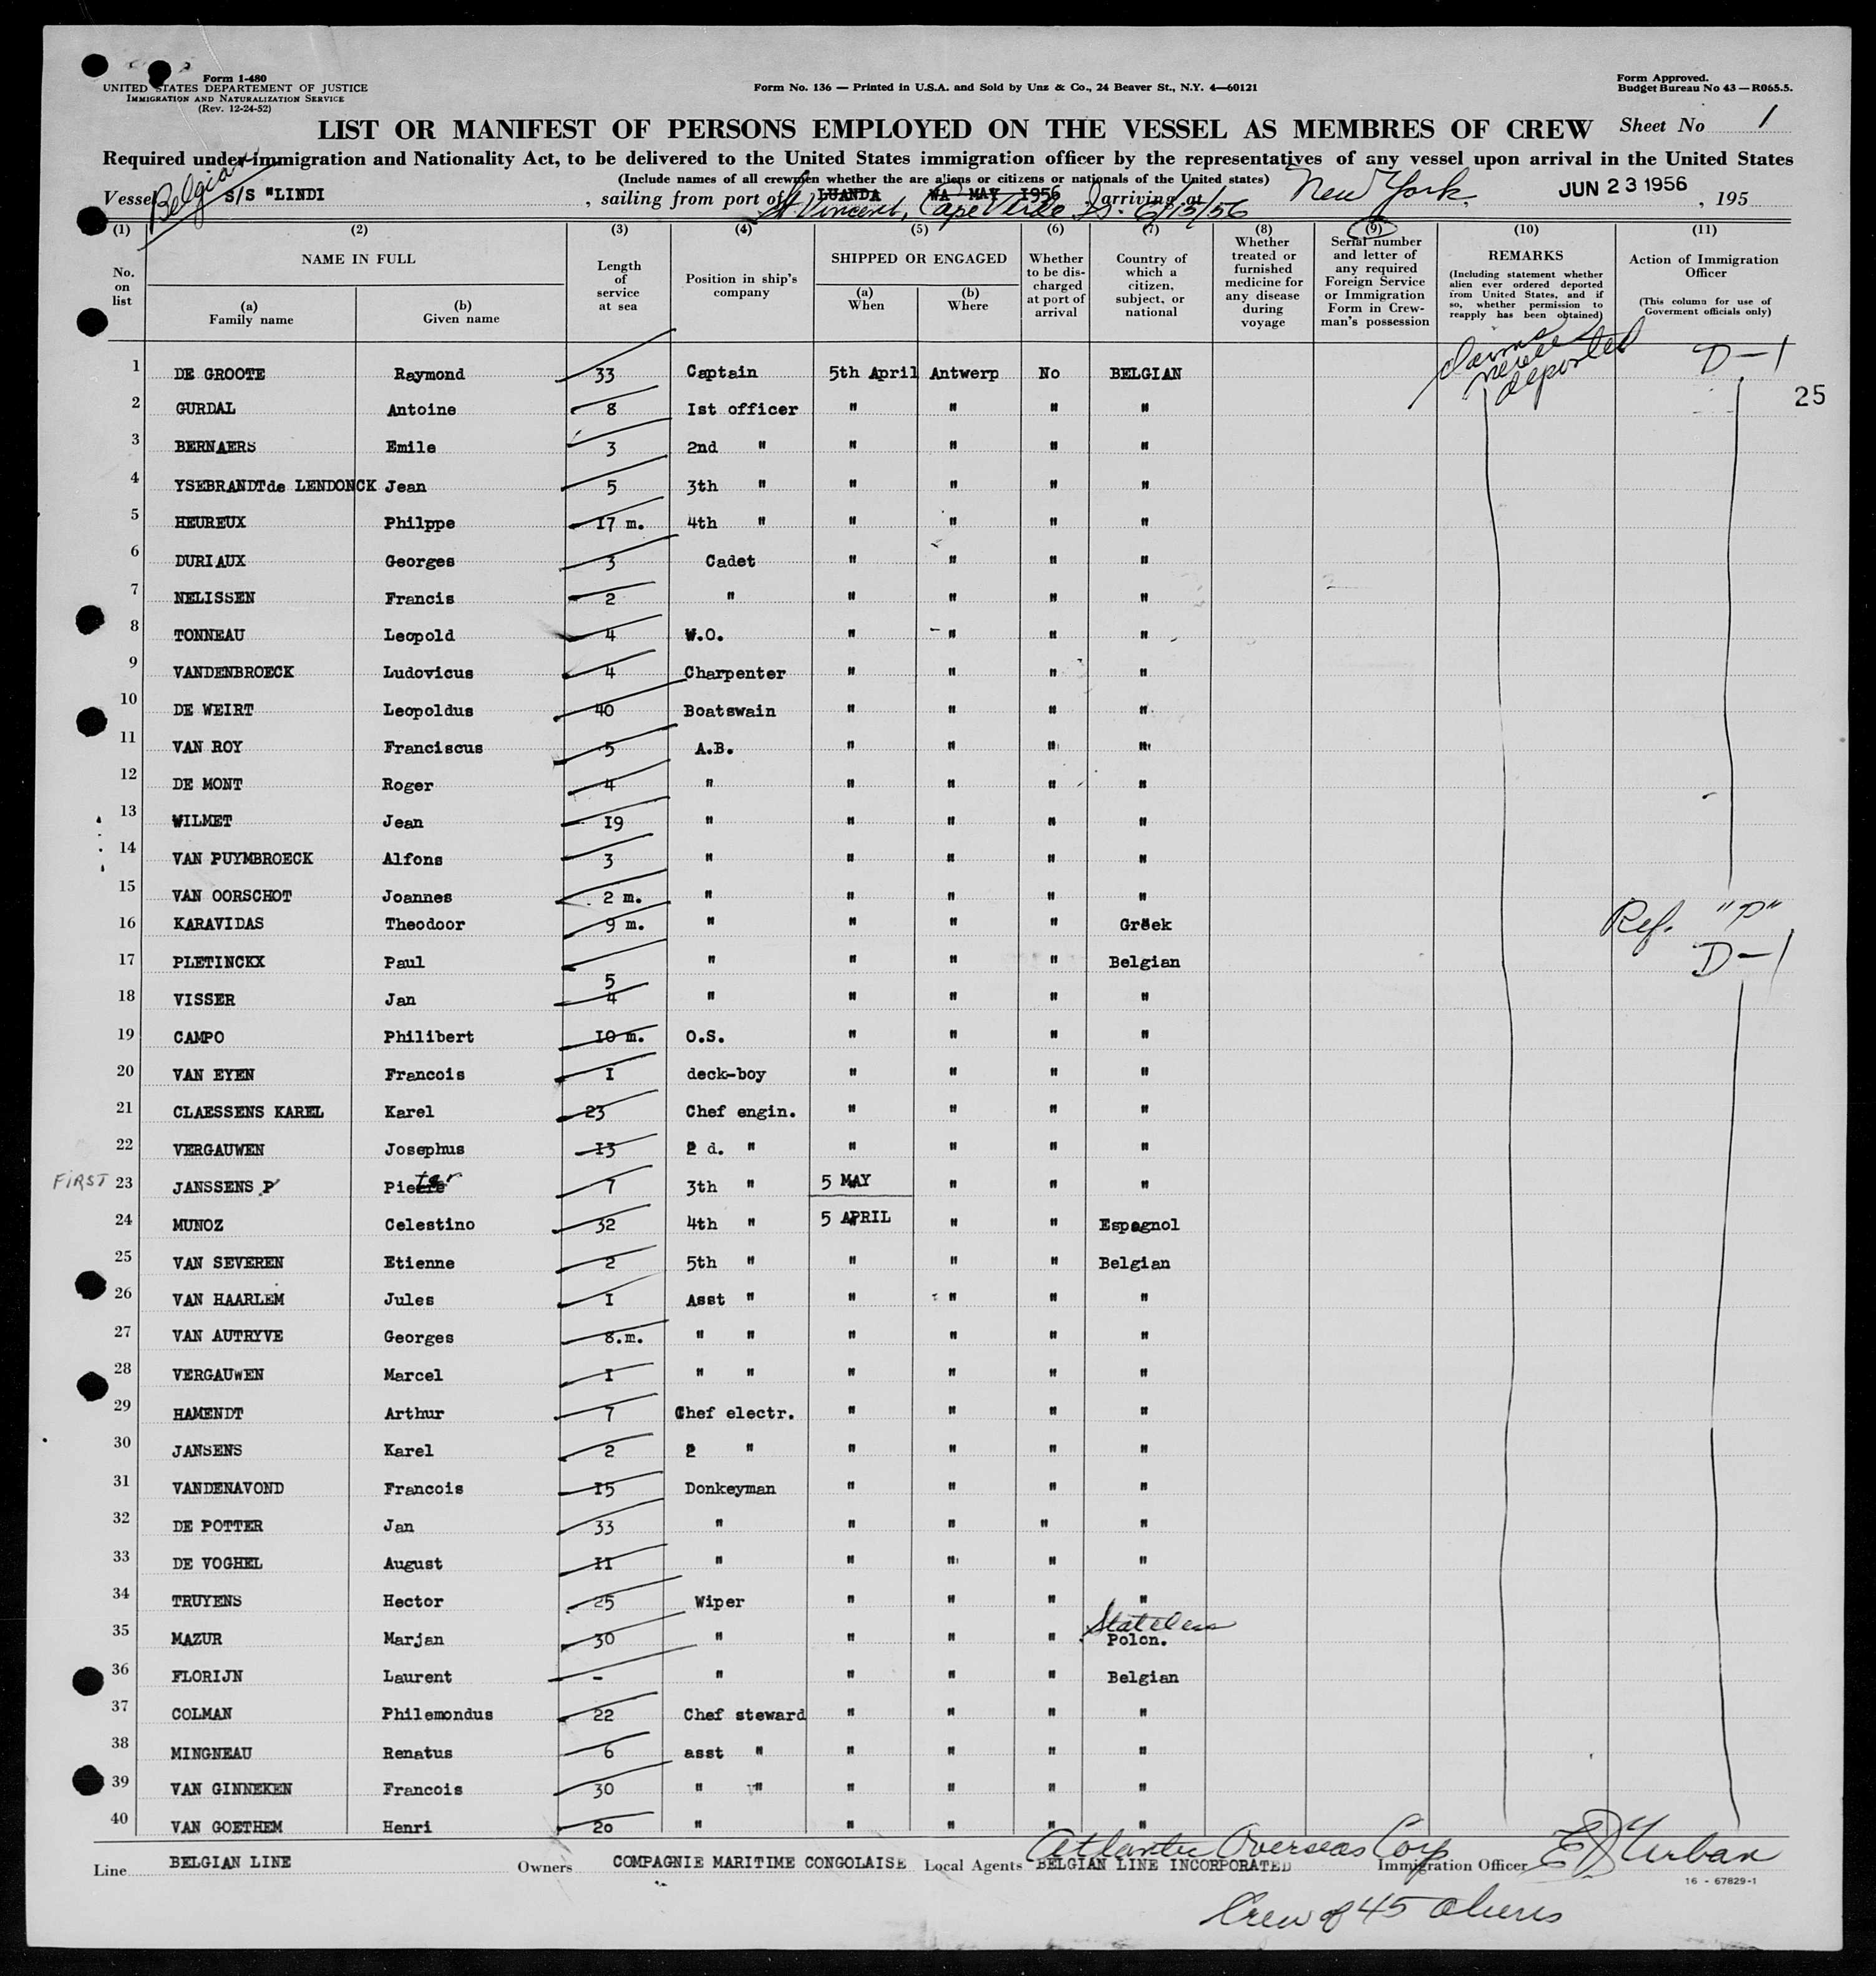 Form 1-480
UNITED STATES DEPARTEMENT OF JUSTICE
IMMIGRATION AND NATURALIZATION SERVICE
(Rev. 12-24-52)
Form No. 136 — Printed in U.S.A. and Sold by Unz & Co., 24 Beaver St., N.Y. 4—60121
Form Approved.
Budget Bureau No 43 — R065.5.
LIST OR MANIFEST OF PERSONS EMPLOYED ON THE VESSEL AS MEMBRES OF CREW Sheet No 1
Required under immigration and Nationality Act, to be delivered to the United States immigration officer by the representatives of any vessel upon arrival in the United States
(Include names of all crewmen whether the are aliens or citizens or nationals of the United states)
Vessel Belgian S/S "LINDI , sailing from port of LUANDA WA MAY 1956 , arriving at New York, JUN 23 1956 , 195
St. Vincent, Cape Verde Is. 6/13/56
(1) (2) (3) (4) (5) (6) (7) (8) (9) (10) (11)
No. on list
NAME IN FULL
(a) Family name
(b) Given name
Length of service at sea
Position in ship's company
SHIPPED OR ENGAGED
(a) When
(b) Where
Whether to be discharged at port of arrival
Country of which a citizen, subject, or national
Whether treated or furnished medicine for any disease during voyage
Serial number and letter of any required Foreign Service or Immigration Form in Crewman's possession
REMARKS
(Including statement whether alien ever ordered deported from United States, and if so, whether permission to reapply has been obtained)
Action of Immigration Officer
(This column for use of Goverment officials only)
never deported
1 DE GROOTE Raymond 33 Captain 5th April Antwerp No BELGIAN D-1
25
2 GURDAL Antoine 8 Ist officer " " " "
3 BERNAERS Emile 3 2nd " " " " "
4 YSEBRANDTde LENDONCK Jean 5 3th " " " " "
5 HEUREUX Philppe 17 m. 4th " " " " "
6 DURIAUX Georges 3 Cadet " " " "
7 NELISSEN Francis 2 " " " " "
8 TONNEAU Leopold 4 W.O. " " " "
9 VANDENBROECK Ludovicus 4 Charpenter " " " "
10 DE WEIRT Leopoldus 40 Boatswain " " " "
11 VAN ROY Franciscus 5 A.B. " " " "
12 DE MONT Roger 4 " " " " "
13 WILMET Jean I9 " " " " "
14 VAN PUYMBROECK Alfons 3 " " " " "
15 VAN OORSCHOT Joannes 2 m. " " " " "
16 KARAVIDAS Theodoor 9 m. " " " " Greek Ref. "P"
17 PLETINCKX Paul 5 " " " " Belgian D-1
18 VISSER Jan 4 " " " " "
19 CAMPO Philibert I0 m. O.S. " " " "
20 VAN EYEN Francois I deck-boy " " " "
21 CLAESSENS KAREL Karel 23 Chef engin. " " " "
22 VERGAUWEN Josephus I3 2 d. " " " " "
FIRST 23 JANSSENS P Pieter 7 3th " 5 MAY " " "
24 MUNOZ Celestino 32 4th " 5 APRIL " " Espagnol
25 VAN SEVEREN Etienne 2 5th " " " " Belgian
26 VAN HAARLEM Jules I Asst " " " " "
27 VAN AUTRYVE Georges 8.m. " " " " " "
28 VERGAUWEN Marcel I " " " " " "
29 HAMENDT Arthur 7 Chef electr. " " " "
30 JANSENS Karel 2 2 " " " " "
31 VANDENAVOND Francois I5 Donkeyman " " " "
32 DE POTTER Jan 33 " " " " "
33 DE VOGHEL August II " " " " "
34 TRUYENS Hector 25 Wiper " " " "
35 MAZUR Marjan 30 " " " " Stateless Polon.
36 FLORIJN Laurent - " " " " Belgian
37 COLMAN Philemondus 22 Chef steward " " " "
38 MINGNEAU Renatus 6 asst " " " " "
39 VAN GINNEKEN Francois 30 " " " " " "
40 VAN GOETHEM Henri 20 " " " " "
Line BELGIAN LINE Owners COMPAGNIE MARITIME CONGOLAISE Local Agents BELGIAN LINE INCORPORATED Atlantic Overseas Corp Immigration Officer E D Urban
16 - 67829-1
Crew of 45 aliens